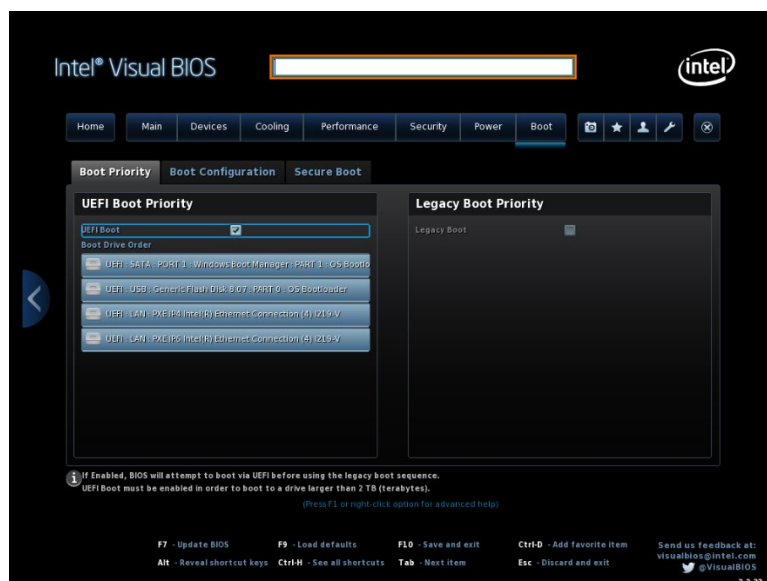 Intel® Visual BIOS
intel
Home Main Devices Cooling Performance Security Power Boot
Boot Priority Boot Configuration Secure Boot
UEFI Boot Priority
UEFI Boot
Boot Drive Order
UEFI : SATA : PORT 1 : Windows Boot Manager : PART 1 : OS Bootlo
UEFI : USB : Generic Flash Disk 8.07 : PART 0 : OS Bootloader
UEFI : LAN : PXE IP4 Intel(R) Ethernet Connection (4) I219-V
UEFI : LAN : PXE IP6 Intel(R) Ethernet Connection (4) I219-V
Legacy Boot Priority
Legacy Boot
If Enabled, BIOS will attempt to boot via UEFI before using the legacy boot sequence.
UEFI Boot must be enabled in order to boot to a drive larger than 2 TB (terabytes).
(Press F1 or right-click option for advanced help)
F7 - Update BIOS F9 - Load defaults F10 - Save and exit Ctrl-D - Add favorite item
Alt - Reveal shortcut keys Ctrl-H - See all shortcuts Tab - Next item Esc - Discard and exit
Send us feedback at:
visualbios@intel.com
@VisualBIOS